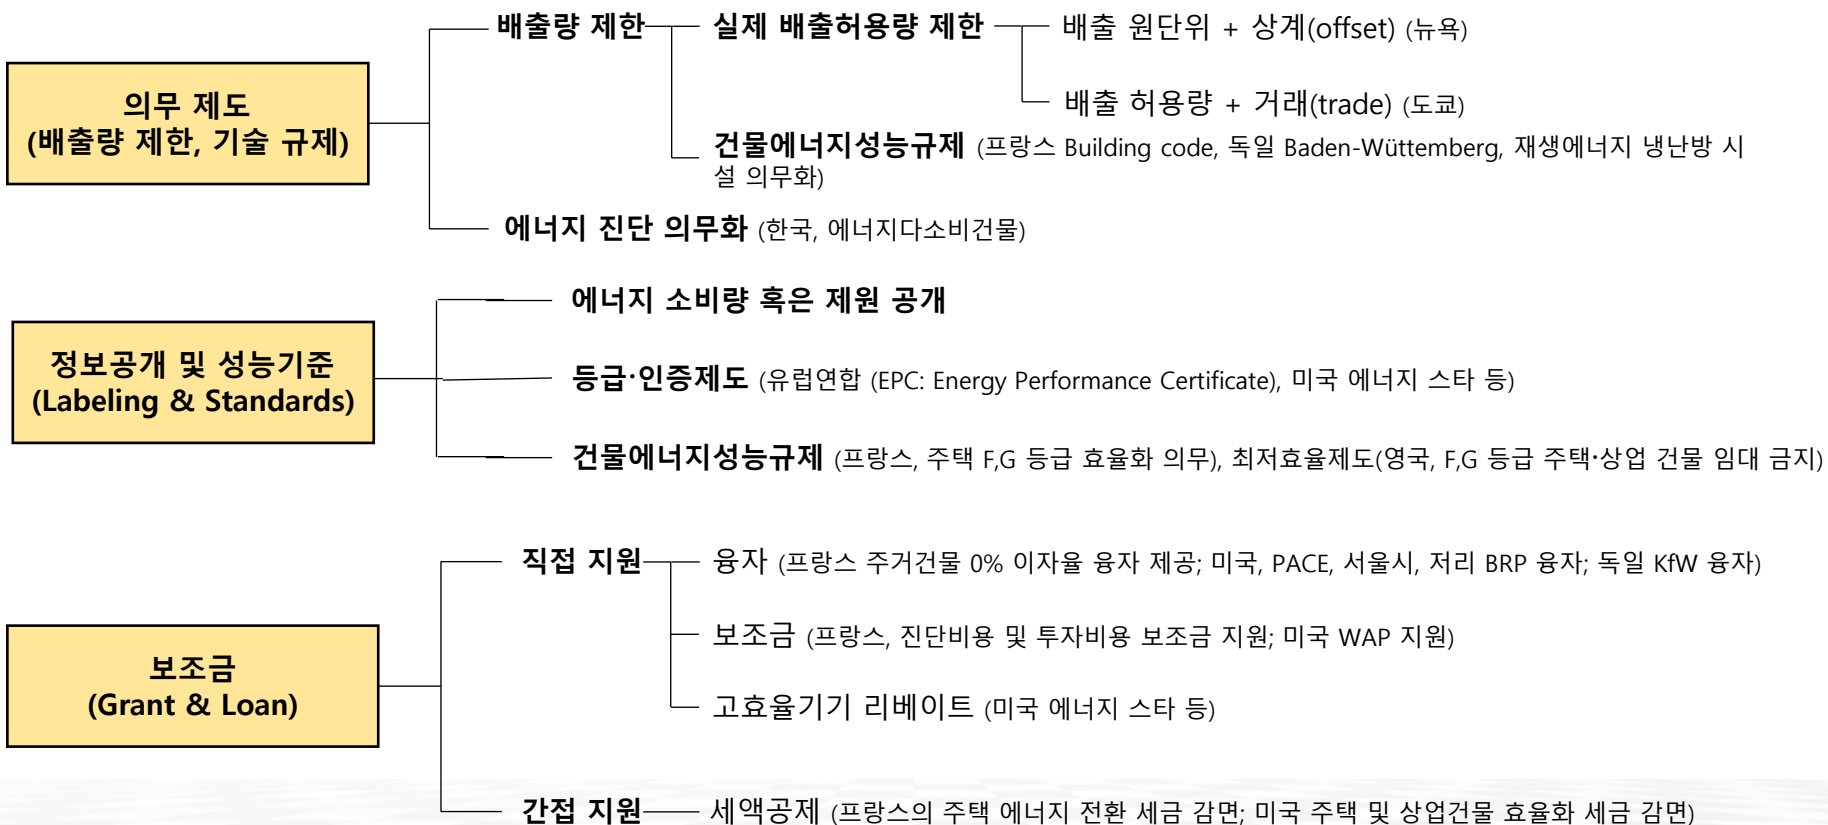 배출량 제한
실제 배출허용량 제한
배출 원단위 + 상계(offset) (뉴욕)
의무 제도
(배출량 제한, 기술 규제)
배출 허용량 + 거래(trade) (도쿄)
건물에너지성능규제 (프랑스 Building code, 독일 Baden-Wüttemberg, 재생에너지 냉난방 시
설 의무화)
에너지 진단 의무화 (한국, 에너지다소비건물)
에너지 소비량 혹은 제원 공개
정보공개 및 성능기준
(Labeling & Standards)
등급·인증제도 (유럽연합 (EPC: Energy Performance Certificate), 미국 에너지 스타 등)
건물에너지성능규제 (프랑스, 주택 F,G 등급 효율화 의무), 최저효율제도(영국, F,G 등급 주택·상업 건물 임대 금지)
직접 지원
융자 (프랑스 주거건물 0% 이자율 융자 제공; 미국, PACE, 서울시, 저리 BRP 융자; 독일 KfW 융자)
보조금 (프랑스, 진단비용 및 투자비용 보조금 지원; 미국 WAP 지원)
보조금
(Grant & Loan)
고효율기기 리베이트 (미국 에너지 스타 등)
간접 지원
세액공제 (프랑스의 주택 에너지 전환 세금 감면; 미국 주택 및 상업건물 효율화 세금 감면)